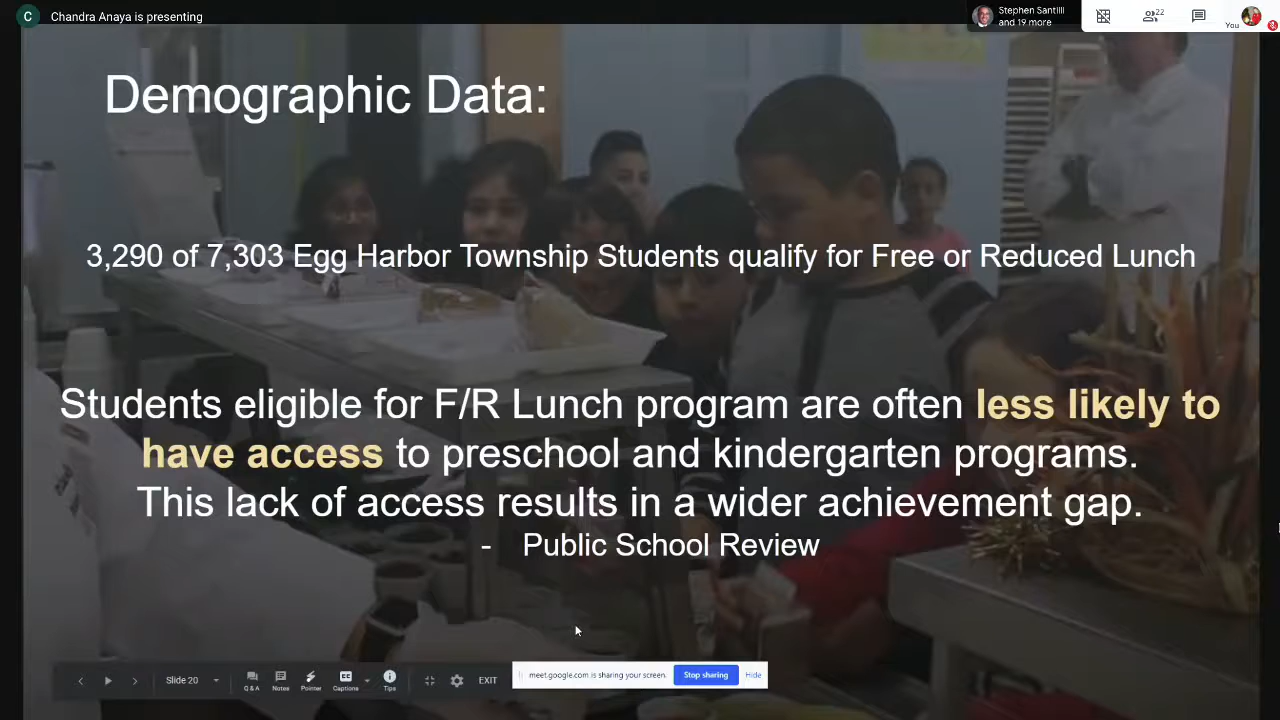 C Chandra Anaya is presenting
Stephen Santilli
and 19 more
22
You
Demographic Data:
3,290 of 7,303 Egg Harbor Township Students qualify for Free or Reduced Lunch
Students eligible for F/R Lunch program are often less likely to
have access to preschool and kindergarten programs.
This lack of access results in a wider achievement gap.
- Public School Review
Slide 20
Q & A
Notes
Pointer
CC
Captions
Tips
EXIT
meet.google.com is sharing your screen.
Stop sharing
Hide